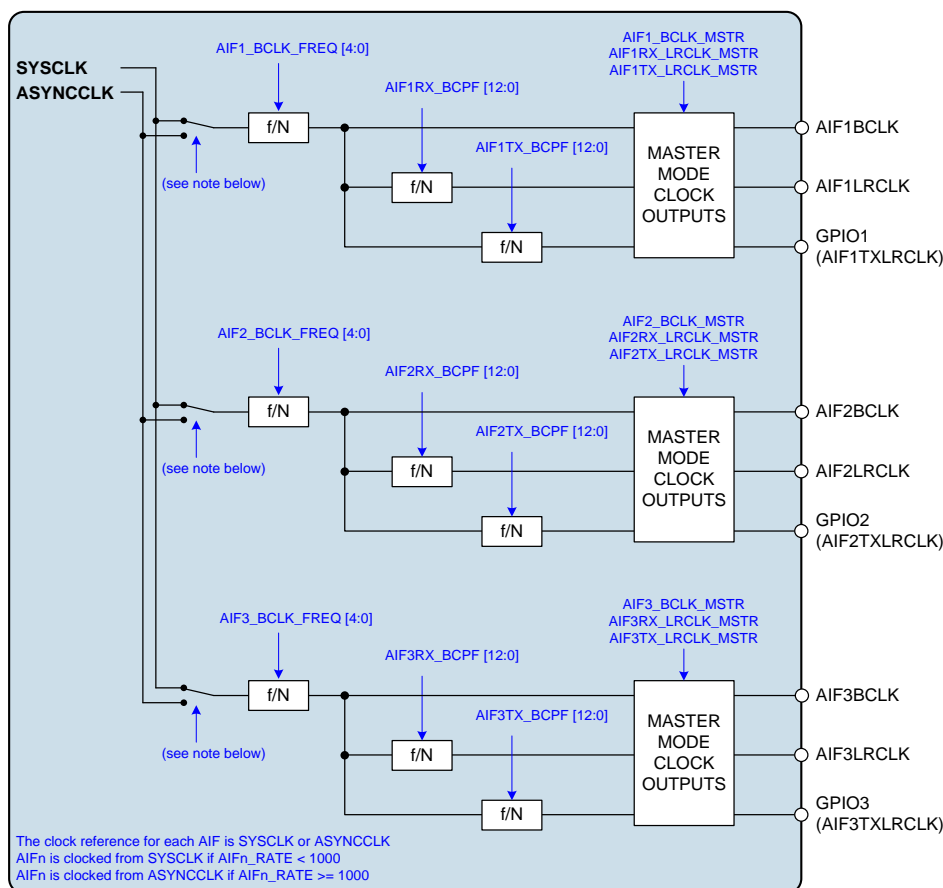 SYSCLK
ASYNCCLK
AIF1_BCLK_FREQ [4:0]
AIF1_BCLK_MSTR
AIF1RX_LRCLK_MSTR
AIF1TX_LRCLK_MSTR
AIF1RX_BCPF [12:0]
AIF1TX_BCPF [12:0]
f/N
f/N
f/N
(see note below)
MASTER
MODE
CLOCK
OUTPUTS
AIF1BCLK
AIF1LRCLK
GPIO1
(AIF1TXLRCLK)
AIF2_BCLK_FREQ [4:0]
AIF2_BCLK_MSTR
AIF2RX_LRCLK_MSTR
AIF2TX_LRCLK_MSTR
AIF2RX_BCPF [12:0]
AIF2TX_BCPF [12:0]
f/N
f/N
f/N
(see note below)
MASTER
MODE
CLOCK
OUTPUTS
AIF2BCLK
AIF2LRCLK
GPIO2
(AIF2TXLRCLK)
AIF3_BCLK_FREQ [4:0]
AIF3_BCLK_MSTR
AIF3RX_LRCLK_MSTR
AIF3TX_LRCLK_MSTR
AIF3RX_BCPF [12:0]
AIF3TX_BCPF [12:0]
f/N
f/N
f/N
(see note below)
MASTER
MODE
CLOCK
OUTPUTS
AIF3BCLK
AIF3LRCLK
GPIO3
(AIF3TXLRCLK)
The clock reference for each AIF is SYSCLK or ASYNCCLK
AIFn is clocked from SYSCLK if AIFn_RATE < 1000
AIFn is clocked from ASYNCCLK if AIFn_RATE >= 1000